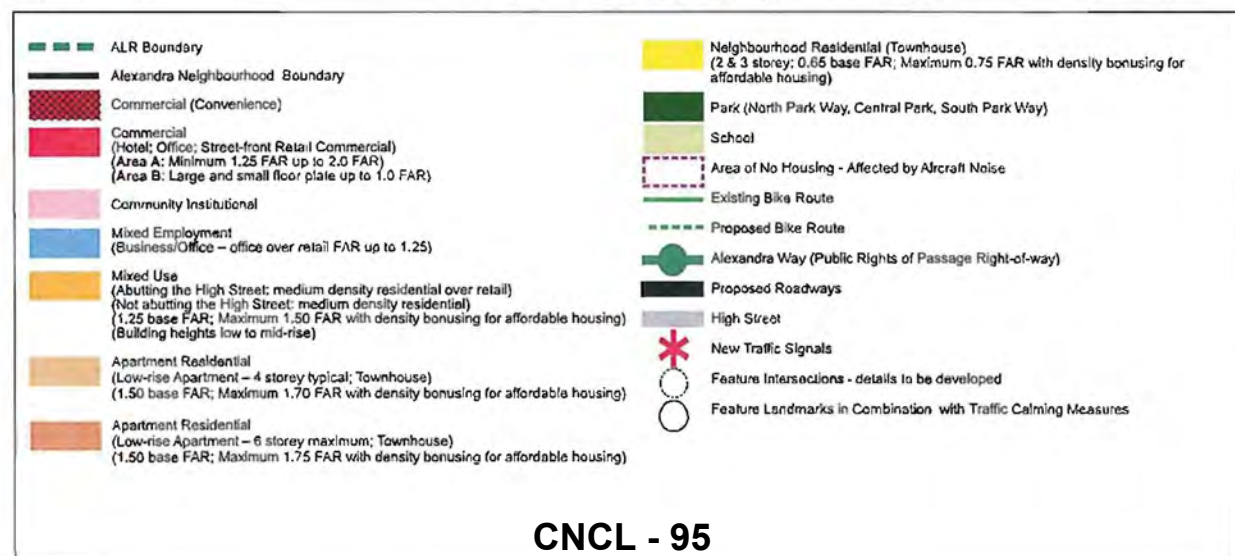 ALR Boundary
Alexandra Neighbourhood Boundary
Commercial (Convenience)
Commercial
(Hotel; Office; Street-front Retail Commercial)
(Area A: Minimum 1.25 FAR up to 2.0 FAR)
(Area B: Large and small floor plate up to 1.0 FAR)
Community Institutional
Mixed Employment
(Business/Office – office over retail FAR up to 1.25)
Mixed Use
(Abutting the High Street: medium density residential over retail)
(Not abutting the High Street: medium density residential)
(1.25 base FAR; Maximum 1.50 FAR with density bonusing for affordable housing)
(Building heights low to mid-rise)
Apartment Residential
(Low-rise Apartment – 4 storey typical; Townhouse)
(1.50 base FAR; Maximum 1.70 FAR with density bonusing for affordable housing)
Apartment Residential
(Low-rise Apartment – 6 storey maximum; Townhouse)
(1.50 base FAR; Maximum 1.75 FAR with density bonusing for affordable housing)
Neighbourhood Residential (Townhouse)
(2 & 3 storey; 0.65 base FAR; Maximum 0.75 FAR with density bonusing for
affordable housing)
Park (North Park Way, Central Park, South Park Way)
School
Area of No Housing - Affected by Aircraft Noise
Existing Bike Route
Proposed Bike Route
Alexandra Way (Public Rights of Passage Right-of-way)
Proposed Roadways
High Street
New Traffic Signals
Feature Intersections - details to be developed
Feature Landmarks in Combination with Traffic Calming Measures
CNCL - 95